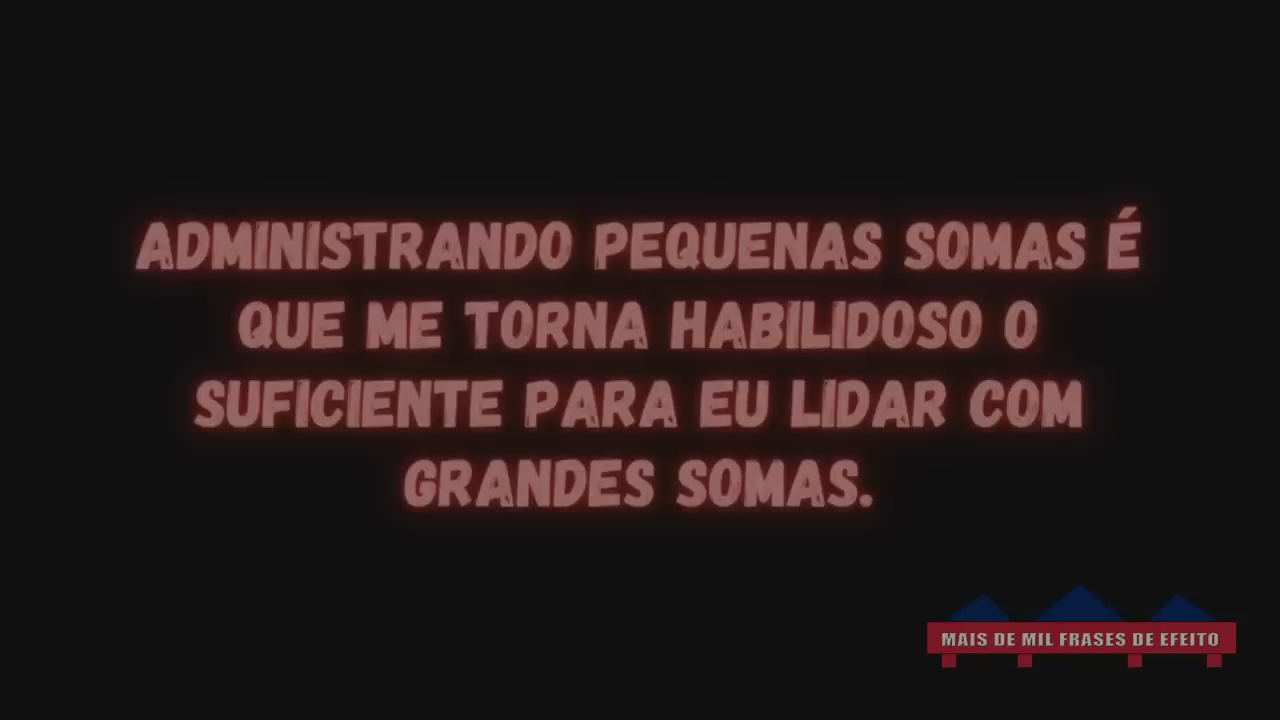 ADMINISTRANDO PEQUENAS SOMAS É
QUE ME TORNA HABILIDOSO O
SUFICIENTE PARA EU LIDAR COM
GRANDES SOMAS.
MAIS DE MIL FRASES DE EFEITO